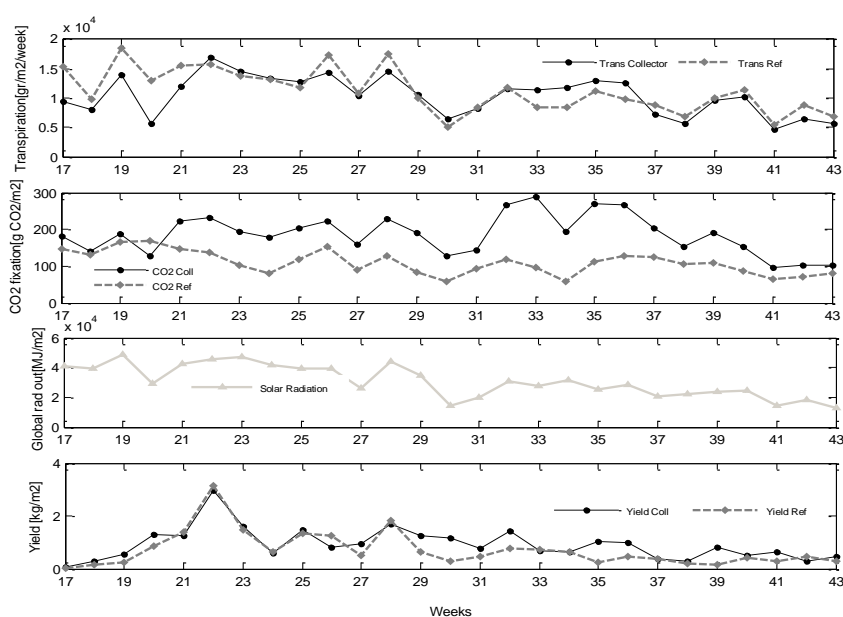 x 10^4
Transpiration[gr/m2/week]
2
1.5
1
0.5
0
Trans Collector
Trans Ref
17 19 21 23 25 27 29 31 33 35 37 39 41 43
CO2 fixation[g CO2/m2]
300
200
100
0
CO2 Coll
CO2 Ref
17 19 21 23 25 27 29 31 33 35 37 39 41 43
x 10^4
Global rad out[MJ/m2]
6
4
2
0
Solar Radiation
17 19 21 23 25 27 29 31 33 35 37 39 41 43
Yield [kg/m2]
4
2
0
Yield Coll
Yield Ref
17 19 21 23 25 27 29 31 33 35 37 39 41 43
Weeks